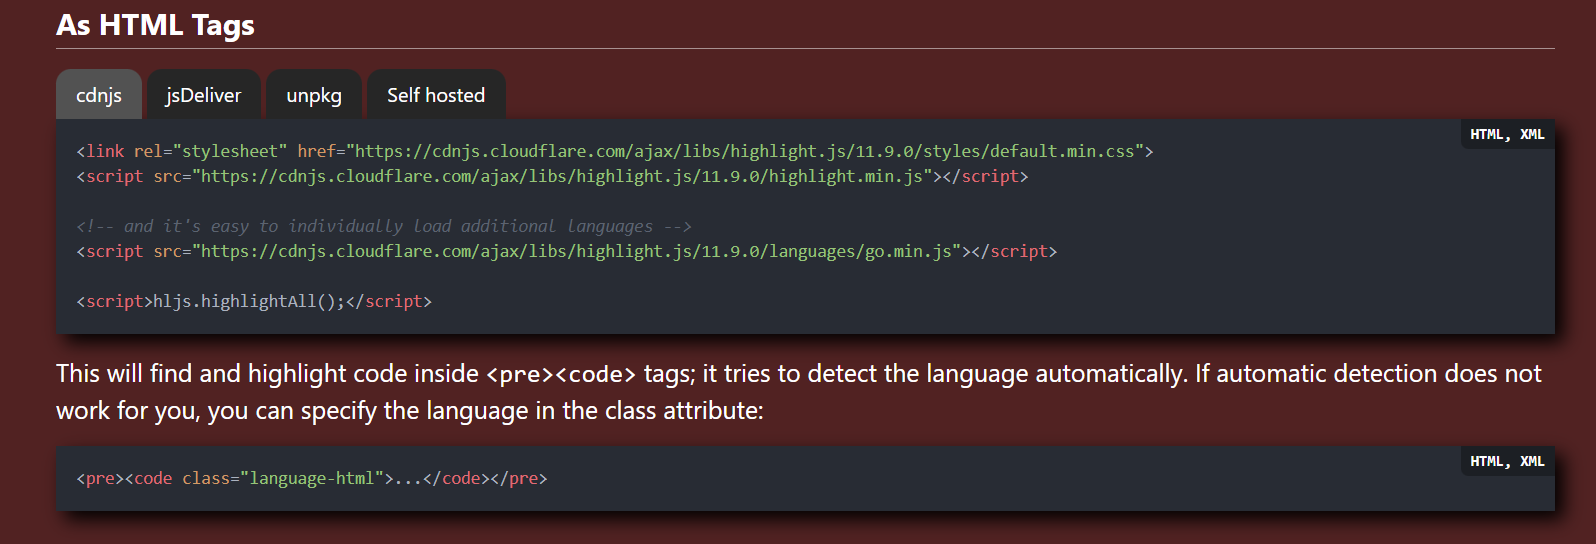 As HTML Tags
cdnjs jsDeliver unpkg Self hosted
HTML, XML
<link rel="stylesheet" href="https://cdnjs.cloudflare.com/ajax/libs/highlight.js/11.9.0/styles/default.min.css">
<script src="https://cdnjs.cloudflare.com/ajax/libs/highlight.js/11.9.0/highlight.min.js"></script>
<!-- and it's easy to individually load additional languages -->
<script src="https://cdnjs.cloudflare.com/ajax/libs/highlight.js/11.9.0/languages/go.min.js"></script>
<script>hljs.highlightAll();</script>
This will find and highlight code inside <pre><code> tags; it tries to detect the language automatically. If automatic detection does not
work for you, you can specify the language in the class attribute:
HTML, XML
<pre><code class="language-html">...</code></pre>